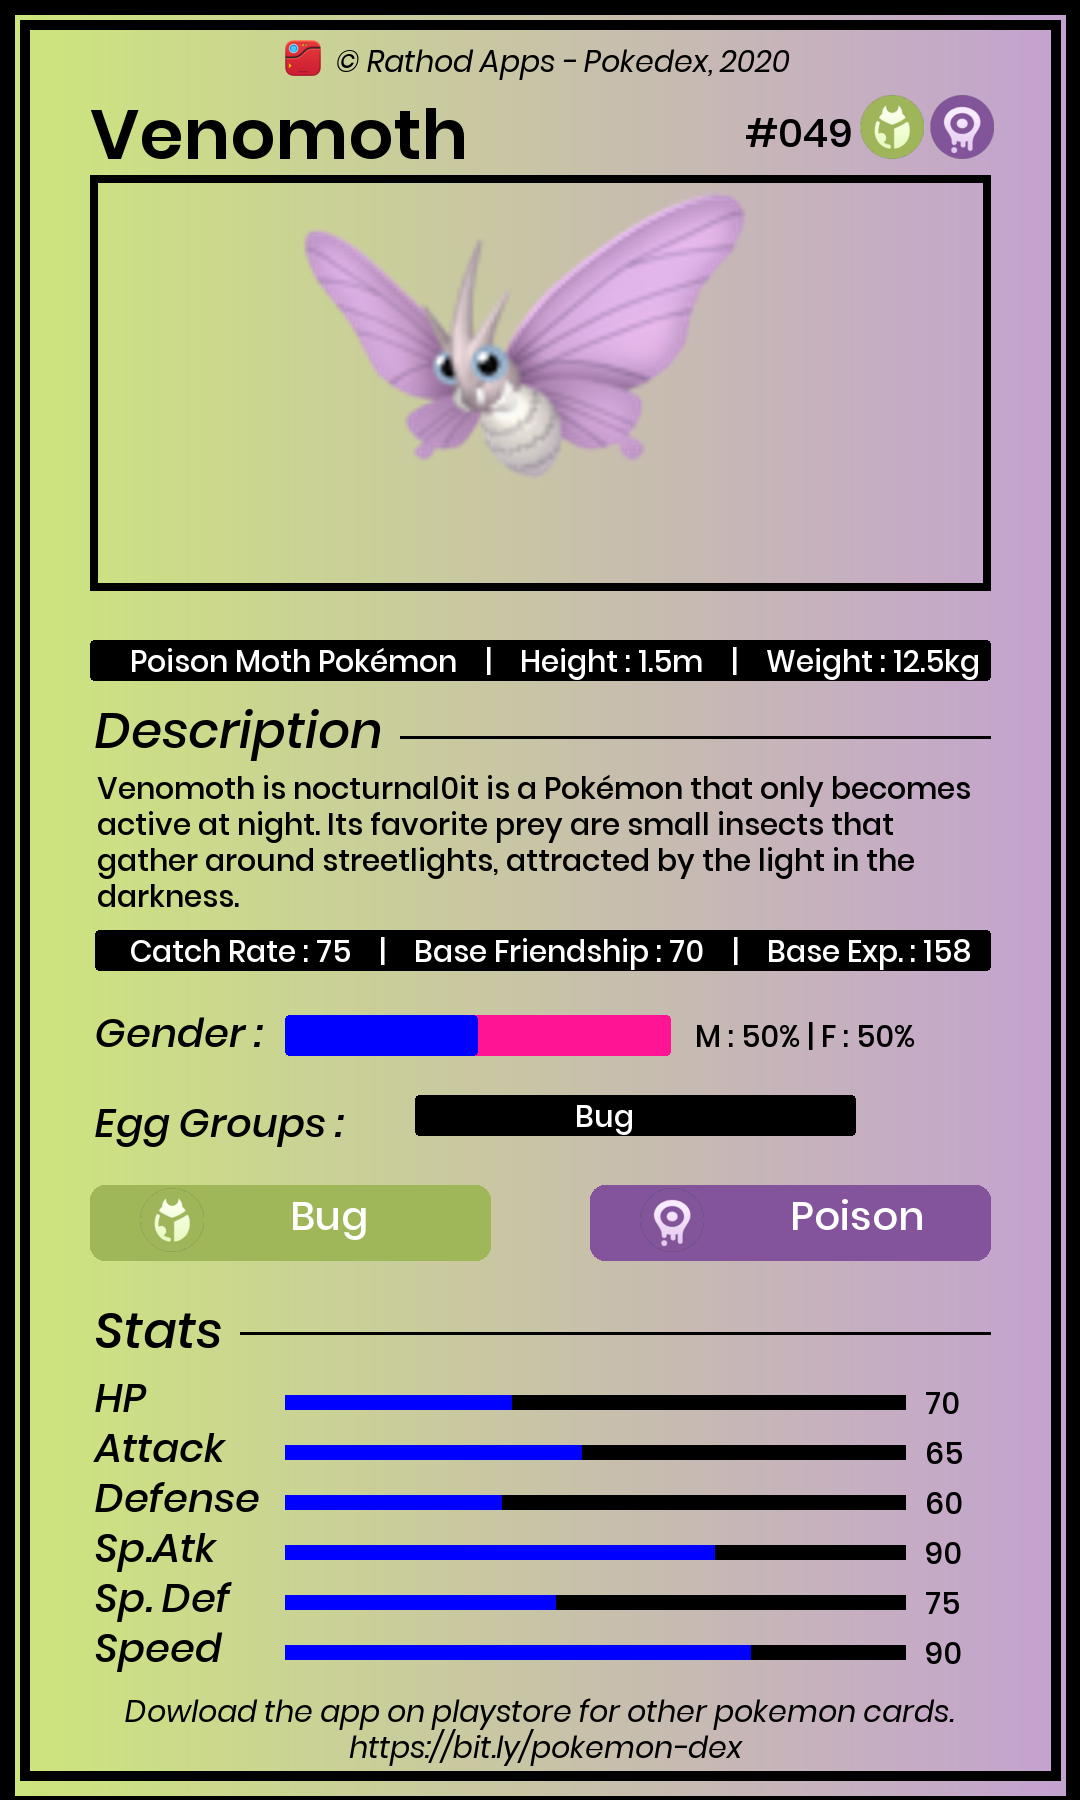 © Rathod Apps - Pokedex, 2020
Venomoth #049
Poison Moth Pokémon | Height : 1.5m | Weight : 12.5kg
Description
Venomoth is nocturnal0it is a Pokémon that only becomes
active at night. Its favorite prey are small insects that
gather around streetlights, attracted by the light in the
darkness.
Catch Rate : 75 | Base Friendship : 70 | Base Exp. : 158
Gender : M : 50% | F : 50%
Egg Groups : Bug
Bug Poison
Stats
HP 70
Attack 65
Defense 60
Sp.Atk 90
Sp. Def 75
Speed 90
Dowload the app on playstore for other pokemon cards.
https://bit.ly/pokemon-dex